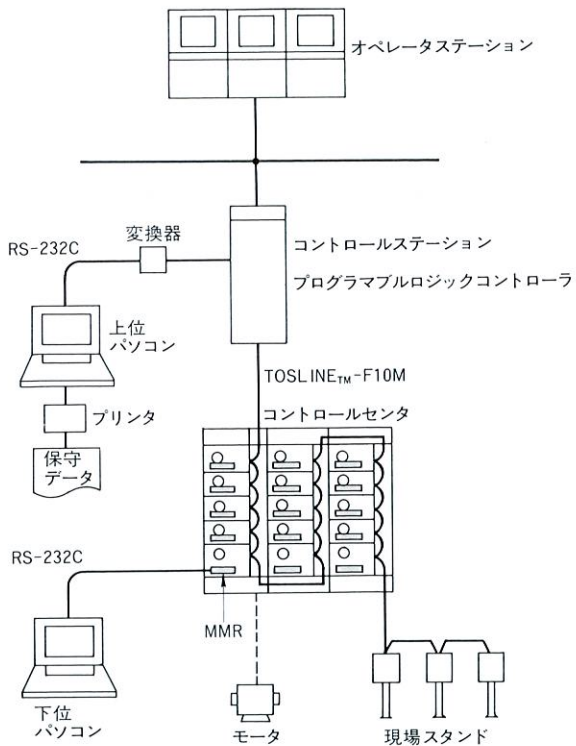 オペレータステーション
変換器
RS-232C
コントロールステーション
プログラマブルロジックコントローラ
上位
パソコン
TOSLINE™-F10M
プリンタ
コントロールセンタ
保守
データ
RS-232C
MMR
下位
パソコン
モータ
現場スタンド